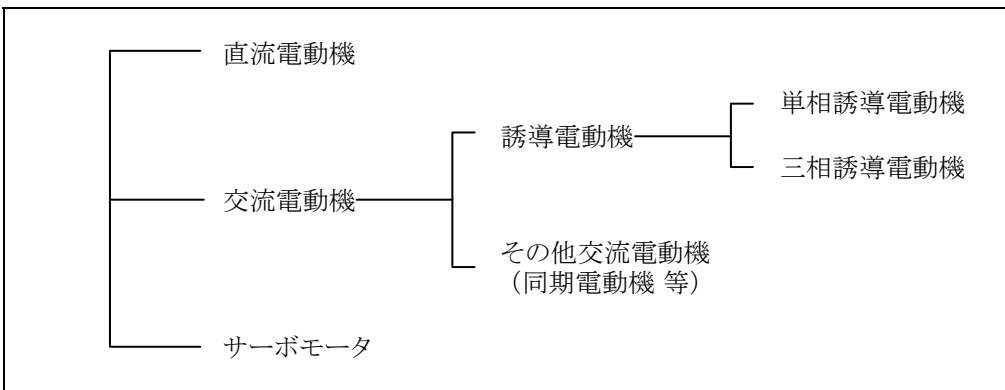 直流電動機
単相誘導電動機
誘導電動機
三相誘導電動機
交流電動機
その他交流電動機
（同期電動機 等）
サーボモータ